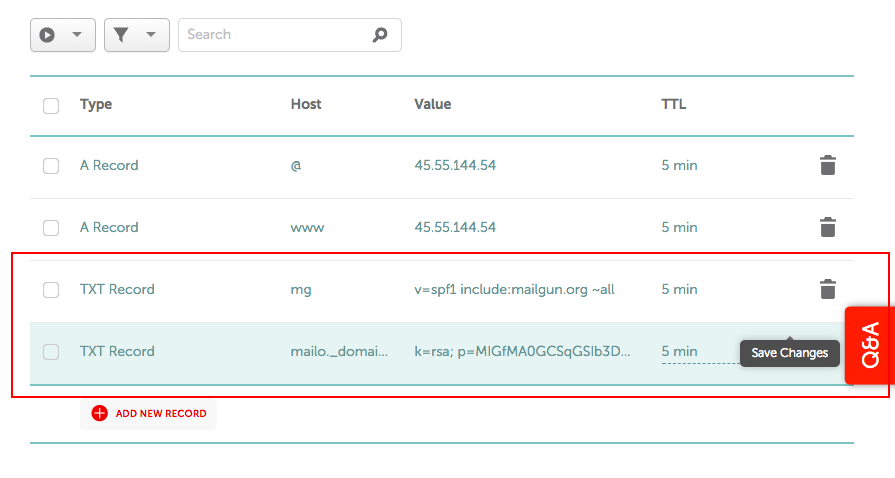 Search
Type Host Value TTL
A Record @ 45.55.144.54 5 min
A Record www 45.55.144.54 5 min
TXT Record mg v=spf1 include:mailgun.org ~all 5 min
TXT Record mailo._domai... k=rsa; p=MIGfMA0GCSqGSIb3D... 5 min
Save Changes
Q&A
ADD NEW RECORD